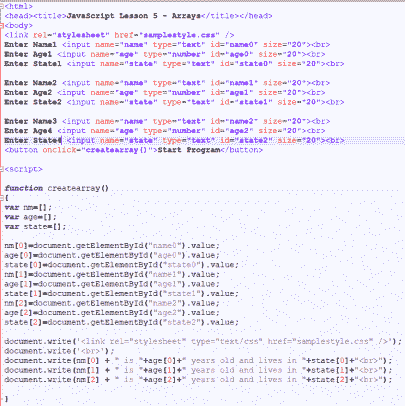 <html>
<head><title>JavaScript Lesson 5 - Arrays</title></head>
<body>
<link rel="stylesheet" href="samplestyle.css" />
Enter Name1 <input name="name" type="text" id="name0" size="20"><br>
Enter Age1 <input name="age" type="number" id="age0" size="20"><br>
Enter State1 <input name="state" type="text" id="state0" size="20"><br>
Enter Name2 <input name="name" type="text" id="name1" size="20"><br>
Enter Age2 <input name="age" type="number" id="age1" size="20"><br>
Enter State2 <input name="state" type="text" id="state1" size="20"><br>
Enter Name3 <input name="name" type="text" id="name2" size="20"><br>
Enter Age4 <input name="age" type="number" id="age2" size="20"><br>
Enter State4 <input name="state" type="text" id="state2" size="20"><br>
<button onclick="createarray()">Start Program</button>
<script>
function createarray()
{
var nm=[];
var age=[];
var state=[];
nm[0]=document.getElementById("name0").value;
age[0]=document.getElementById("age0").value;
state[0]=document.getElementById("state0").value;
nm[1]=document.getElementById("name1").value;
age[1]=document.getElementById("age1").value;
state[1]=document.getElementById("state1").value;
nm[2]=document.getElementById("name2").value;
age[2]=document.getElementById("age2").value;
state[2]=document.getElementById("state2").value;
document.write('<link rel="stylesheet" type="text/css" href="samplestyle.css" />');
document.write('<br>');
document.write(nm[0] + " is "+age[0]+" years old and lives in "+state[0]+"<br>");
document.write(nm[1] + " is "+age[1]+" years old and lives in "+state[1]+"<br>");
document.write(nm[2] + " is "+age[2]+" years old and lives in "+state[2]+"<br>");
}